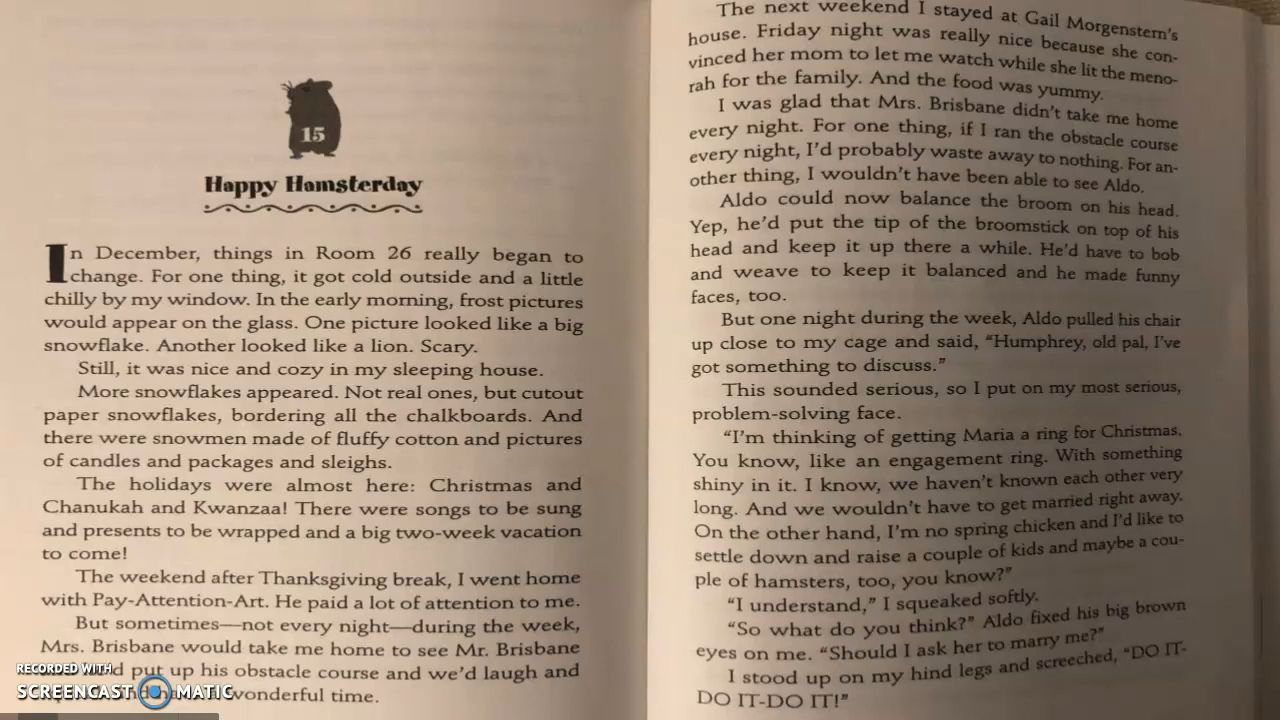 15
Happy Hamsterday
In December, things in Room 26 really began to
change. For one thing, it got cold outside and a little
chilly by my window. In the early morning, frost pictures
would appear on the glass. One picture looked like a big
snowflake. Another looked like a lion. Scary.
Still, it was nice and cozy in my sleeping house.
More snowflakes appeared. Not real ones, but cutout
paper snowflakes, bordering all the chalkboards. And
there were snowmen made of fluffy cotton and pictures
of candles and packages and sleighs.
The holidays were almost here: Christmas and
Chanukah and Kwanzaa! There were songs to be sung
and presents to be wrapped and a big two-week vacation
to come!
The weekend after Thanksgiving break, I went home
with Pay-Attention-Art. He paid a lot of attention to me.
But sometimes—not every night—during the week,
Mrs. Brisbane would take me home to see Mr. Brisbane
put up his obstacle course and we'd laugh and
wonderful time.
RECORDED WITH
SCREENCAST MATIC
The next weekend I stayed at Gail Morgenstern's
house. Friday night was really nice because she con-
vinced her mom to let me watch while she lit the meno-
rah for the family. And the food was yummy.
I was glad that Mrs. Brisbane didn't take me home
every night. For one thing, if I ran the obstacle course
every night, I'd probably waste away to nothing. For an-
other thing, I wouldn't have been able to see Aldo.
Aldo could now balance the broom on his head.
Yep, he'd put the tip of the broomstick on top of his
head and keep it up there a while. He'd have to bob
and weave to keep it balanced and he made funny
faces, too.
But one night during the week, Aldo pulled his chair
up close to my cage and said, "Humphrey, old pal, I've
got something to discuss."
This sounded serious, so I put on my most serious,
problem-solving face.
"I'm thinking of getting Maria a ring for Christmas.
You know, like an engagement ring. With something
shiny in it. I know, we haven't known each other very
long. And we wouldn't have to get married right away.
On the other hand, I'm no spring chicken and I'd like to
settle down and raise a couple of kids and maybe a cou-
ple of hamsters, too, you know?"
"I understand," I squeaked softly.
"So what do you think?" Aldo fixed his big brown
eyes on me. "Should I ask her to marry me?"
I stood up on my hind legs and screeched, "DO IT-
DO IT-DO IT!"